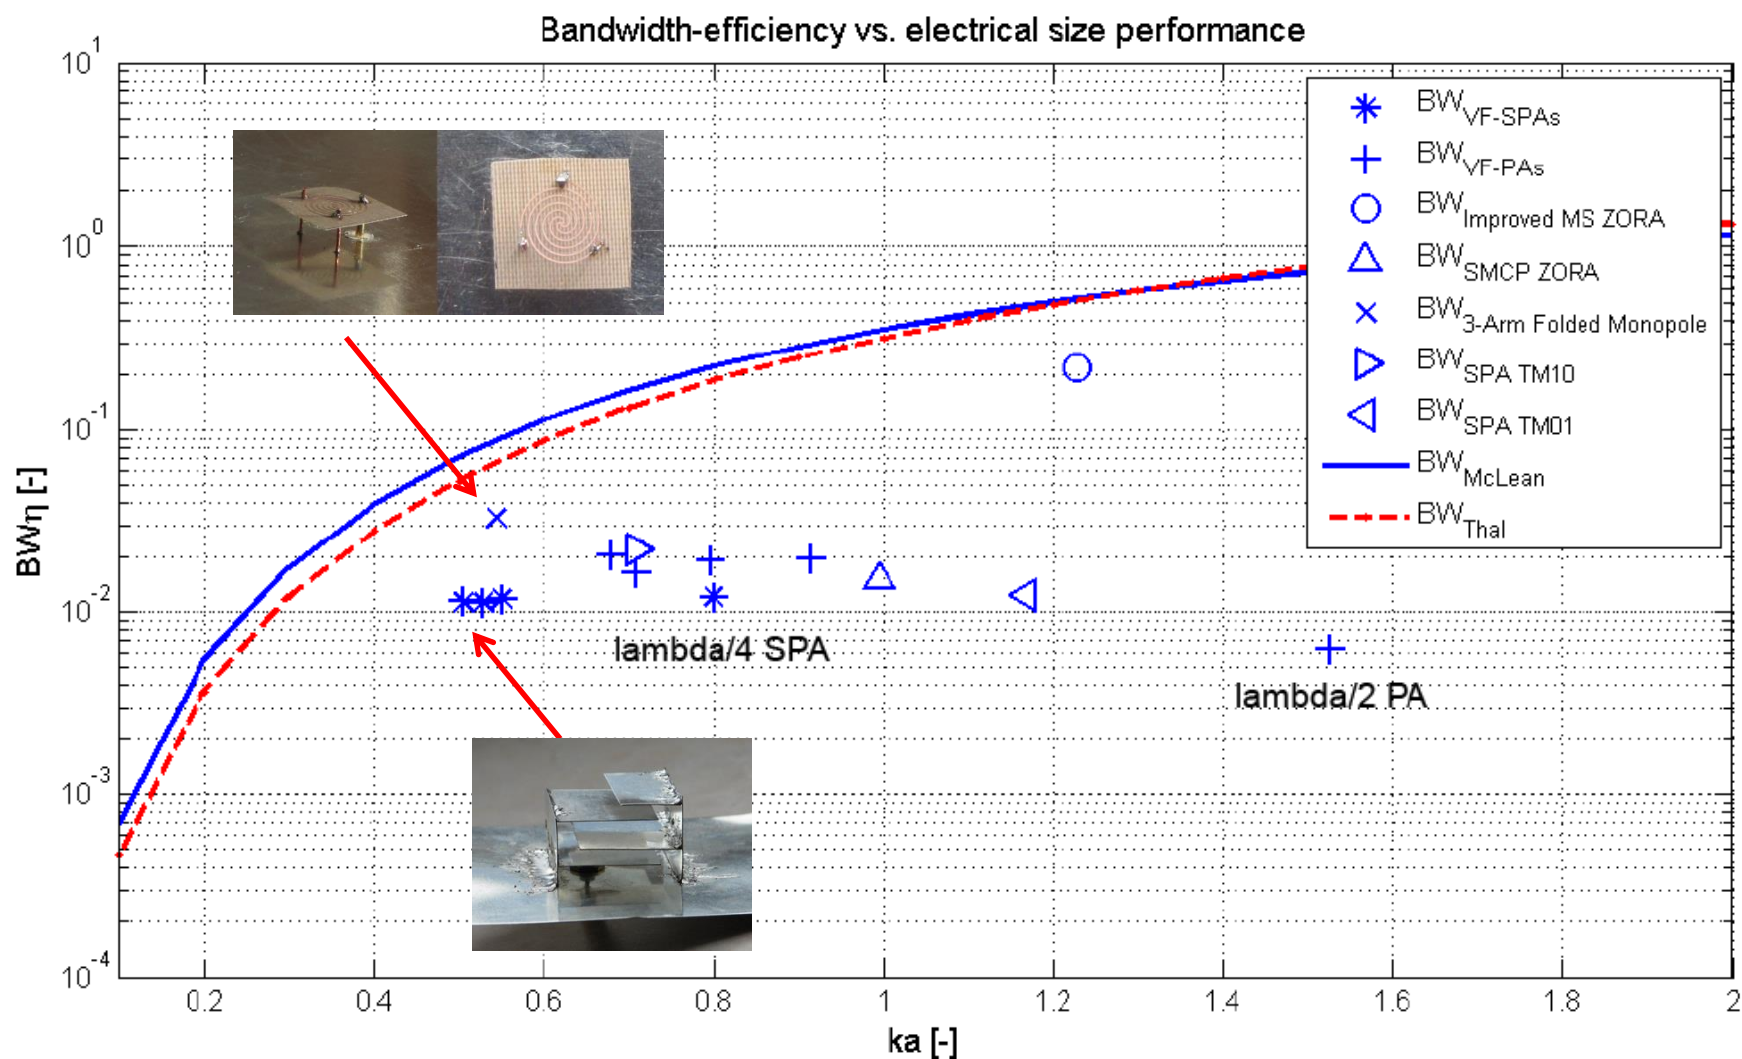 Bandwidth-efficiency vs. electrical size performance
10^1
10^0
10^-1
10^-2
10^-3
10^-4
BWη [-]
BW_VF-SPAs
BW_VF-PAs
BW_Improved MS ZORA
BW_SMCP ZORA
BW_3-Arm Folded Monopole
BW_SPA TM10
BW_SPA TM01
BW_McLean
BW_Thal
lambda/4 SPA
lambda/2 PA
0.2 0.4 0.6 0.8 1 1.2 1.4 1.6 1.8 2
ka [-]